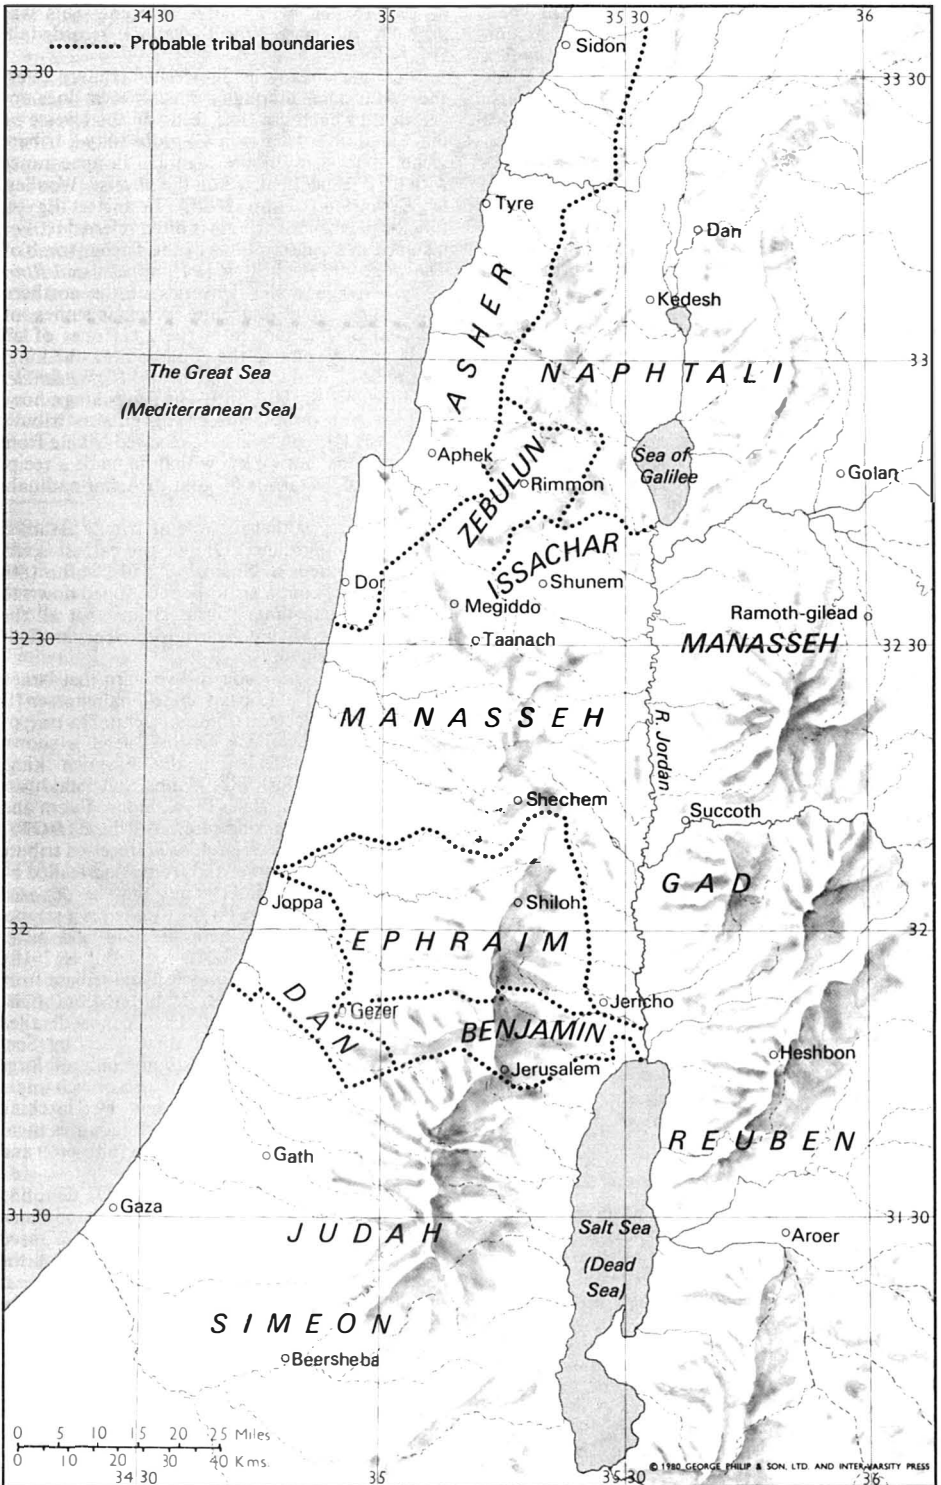 34 30
35
35 30
36
Probable tribal boundaries
Sidon
33 30
33 30
Tyre
Dan
Kedesh
ASHER
33
33
The Great Sea
(Mediterranean Sea)
NAPHTALI
Aphek
Sea of
Galilee
Golan
ZEBULUN
Rimmon
ISSACHAR
Dor
Shunem
Megiddo
Ramoth-gilead
Taanach
32 30
32 30
MANASSEH
MANASSEH
R. Jordan
Shechem
Succoth
GAD
Joppa
Shiloh
32
32
EPHRAIM
DAN
Gezer
Jericho
BENJAMIN
Heshbon
Jerusalem
REUBEN
Gath
Gaza
31 30
31 30
JUDAH
Salt Sea
(Dead
Sea)
Aroer
SIMEON
Beersheba
0 5 10 15 20 25 Miles
0 10 20 30 40 Kms.
© 1980 GEORGE PHILIP & SON, LTD. AND INTER-VARSITY PRESS
34 30
35
35 30
36